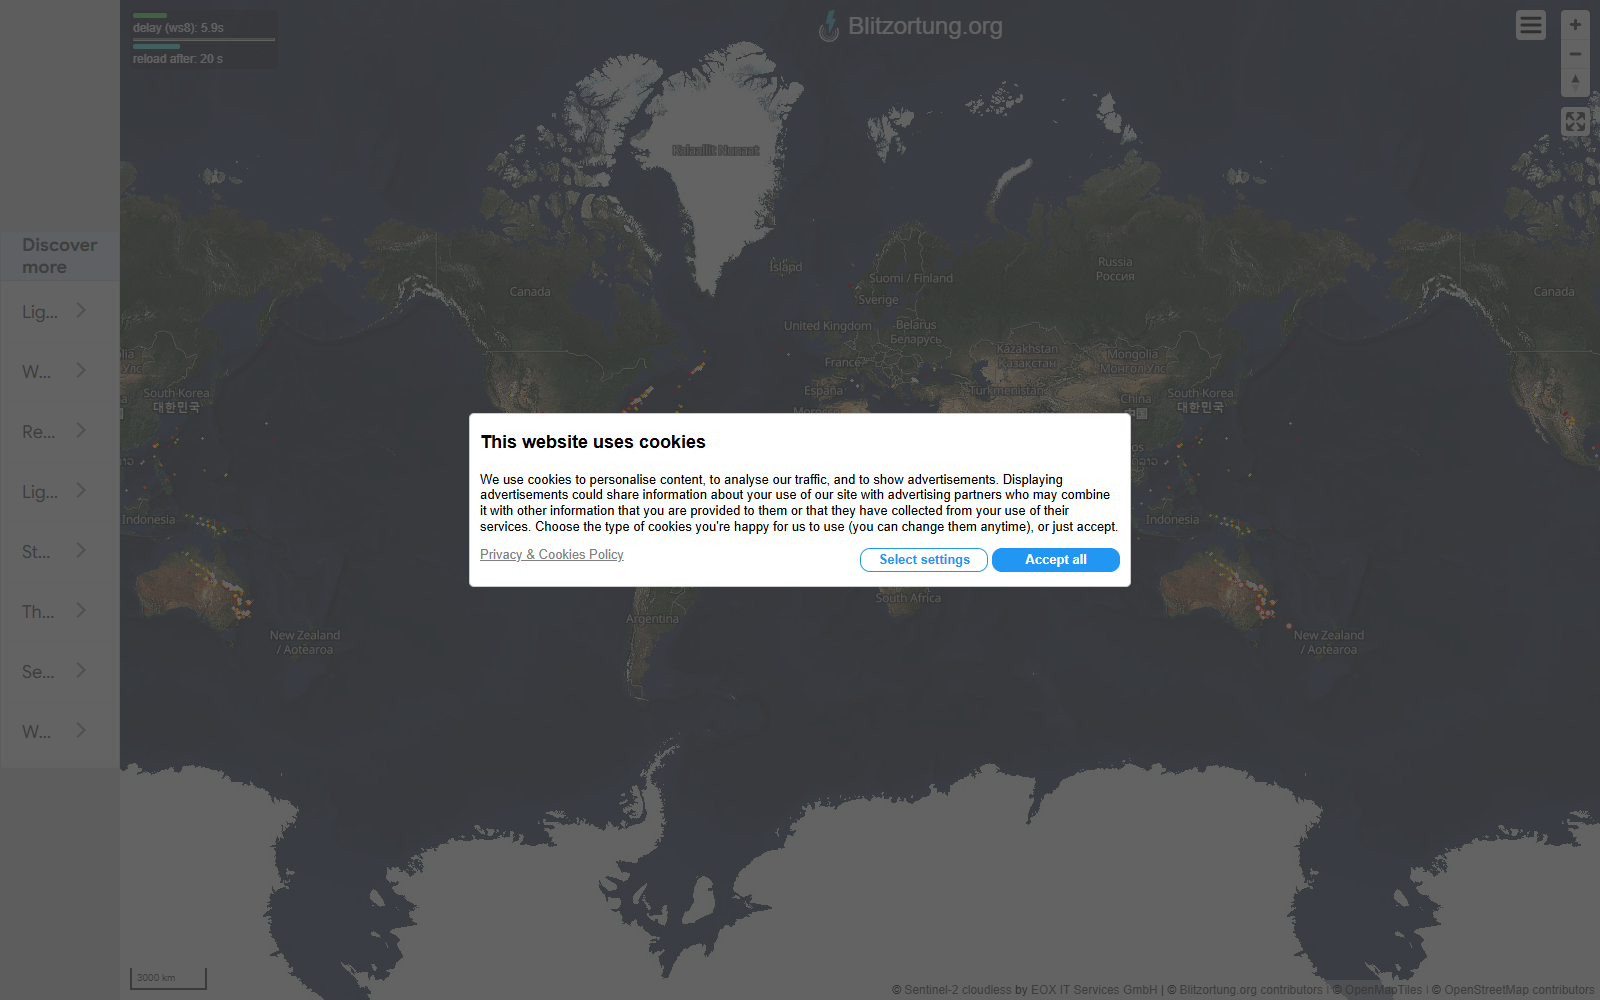 delay (ws8): 5.9s
reload after: 20 s
Blitzortung.org
Discover
more
Lig...
W...
Re...
Lig...
St...
Th...
Se...
W...
Kalaallit Nunaat
Island
Canada
United Kingdom
Suomi / Finland
Sverige
Belarus
Беларусь
France
España
Russia
Россия
Kazakhstan
Казахстан
Mongolia
Монгол Улс
Türkmenistan
China
中国
South Korea
대한민국
South Korea
대한민국
Canada
Indonesia
Indonesia
New Zealand
/ Aotearoa
New Zealand
/ Aotearoa
Argentina
South Africa
This website uses cookies
We use cookies to personalise content, to analyse our traffic, and to show advertisements. Displaying
advertisements could share information about your use of our site with advertising partners who may combine
it with other information that you are provided to them or that they have collected from your use of their
services. Choose the type of cookies you're happy for us to use (you can change them anytime), or just accept.
Privacy & Cookies Policy
Select settings
Accept all
3000 km
© Sentinel-2 cloudless by EOX IT Services GmbH | © Blitzortung.org contributors | © OpenMapTiles | © OpenStreetMap contributors